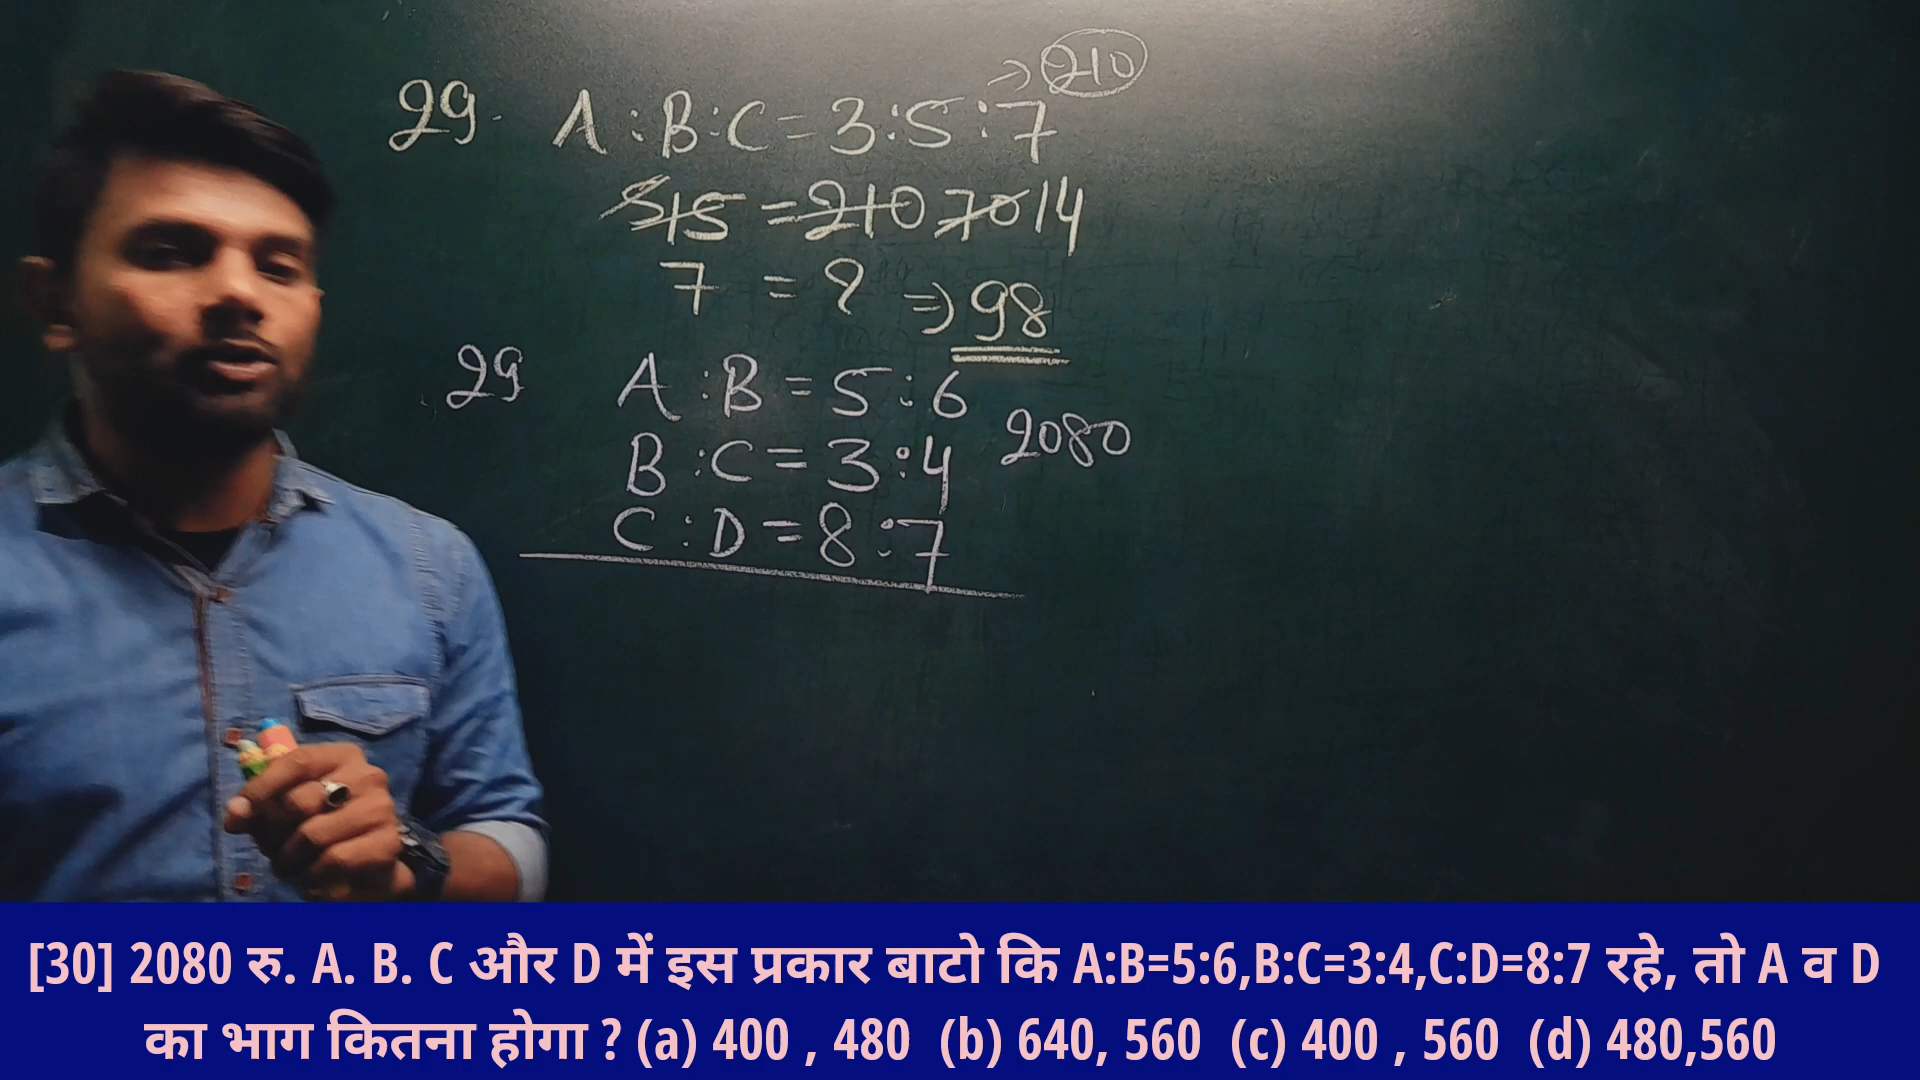 → 210
29. A:B:C=3:5:7
515 = 210 70 14
7 = ? ⇒ 98
29 A:B=5:6
B:C=3:4 2080
C:D=8:7
[30] 2080 रु. A. B. C और D में इस प्रकार बाटो कि A:B=5:6,B:C=3:4,C:D=8:7 रहे, तो A व D
का भाग कितना होगा ? (a) 400 , 480 (b) 640, 560 (c) 400 , 560 (d) 480,560